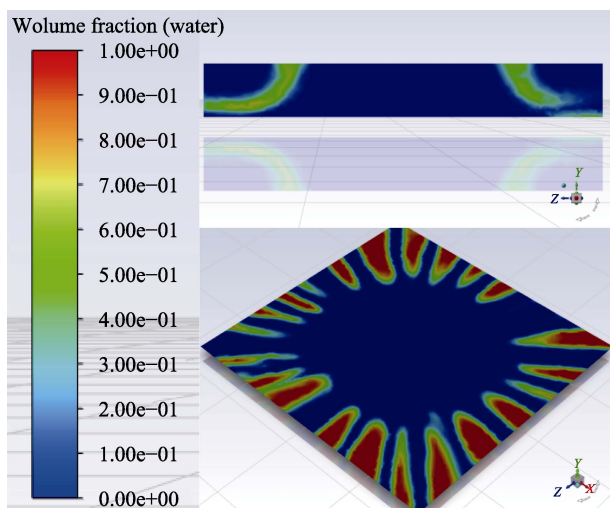 Wolume fraction (water)
1.00e+00
9.00e−01
8.00e−01
7.00e−01
6.00e−01
5.00e−01
4.00e−01
3.00e−01
2.00e−01
1.00e−01
0.00e+00
Y
Z
Y
Z
X